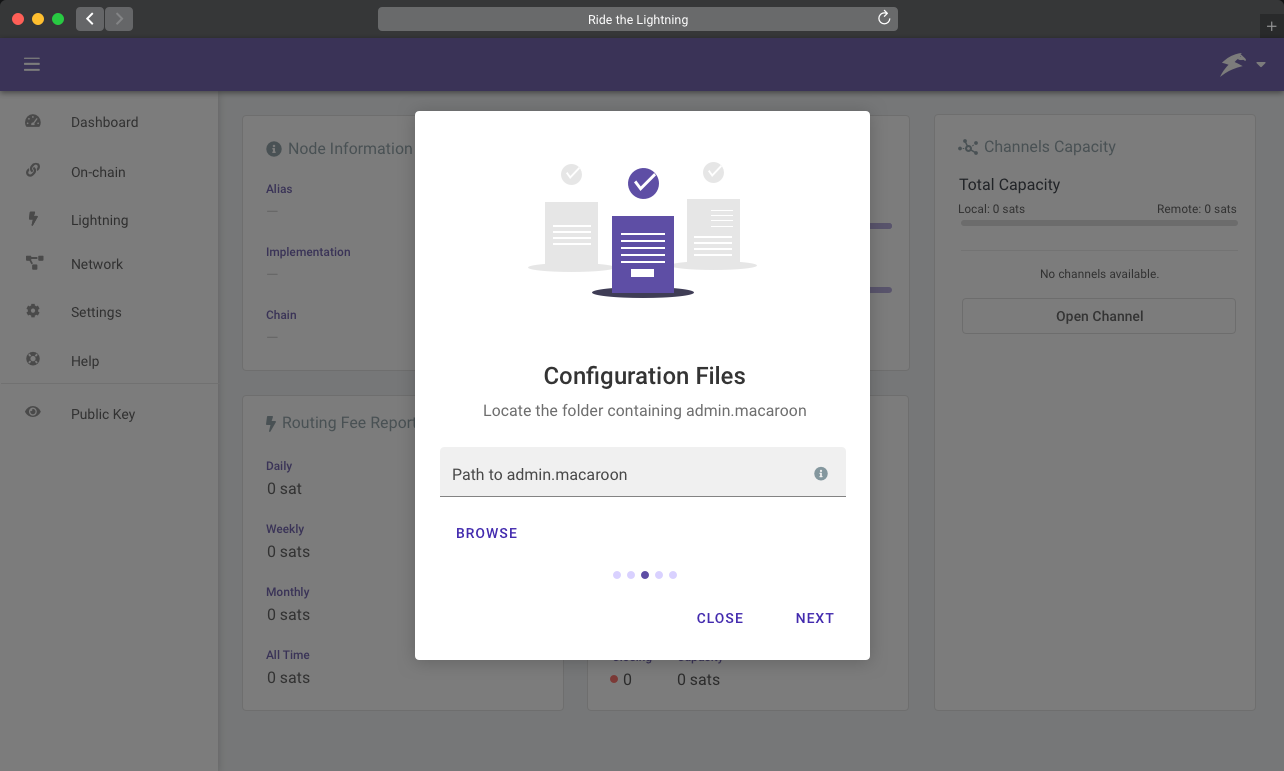 Ride the Lightning
Dashboard
On-chain
Lightning
Network
Settings
Help
Public Key
Node Information
Alias
—
Implementation
—
Chain
—
Routing Fee Report
Daily
0 sat
Weekly
0 sats
Monthly
0 sats
All Time
0 sats
Configuration Files
Locate the folder containing admin.macaroon
Path to admin.macaroon
BROWSE
CLOSE NEXT
Closing Capacity
0 0 sats
Channels Capacity
Total Capacity
Local: 0 sats Remote: 0 sats
No channels available.
Open Channel